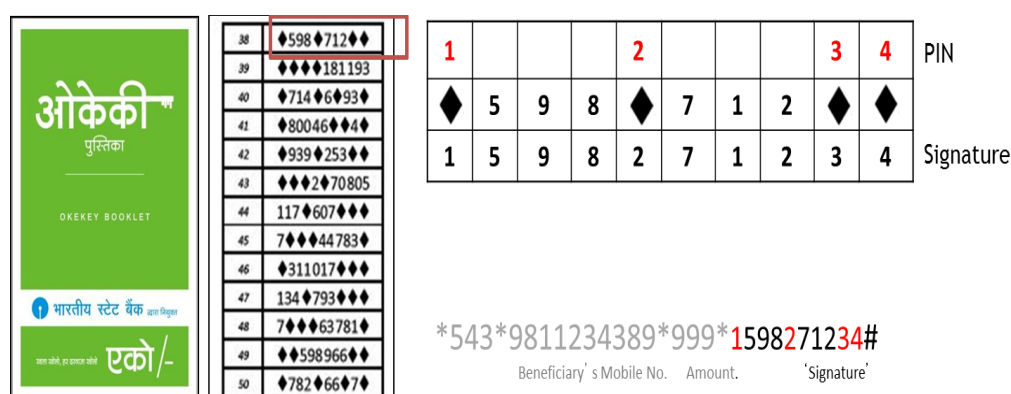 ओकेकी का
पुस्तिका
OKEKEY BOOKLET
भारतीय स्टेट बैंक द्वारा नियुक्त
एको/-
38 ♦598♦712♦♦
39 ♦♦♦♦181193
40 ♦714♦6♦93♦
41 ♦80046♦♦4♦
42 ♦939♦253♦♦
43 ♦♦♦2♦70805
44 117♦607♦♦♦
45 7♦♦♦44783♦
46 ♦311017♦♦♦
47 134♦793♦♦♦
48 7♦♦♦63781♦
49 ♦♦598966♦♦
50 ♦782♦66♦7♦
1 2 3 4 PIN
♦ 5 9 8 ♦ 7 1 2 ♦ ♦
1 5 9 8 2 7 1 2 3 4 Signature
*543*9811234389*999*1598271234#
Beneficiary's Mobile No. Amount. 'Signature'